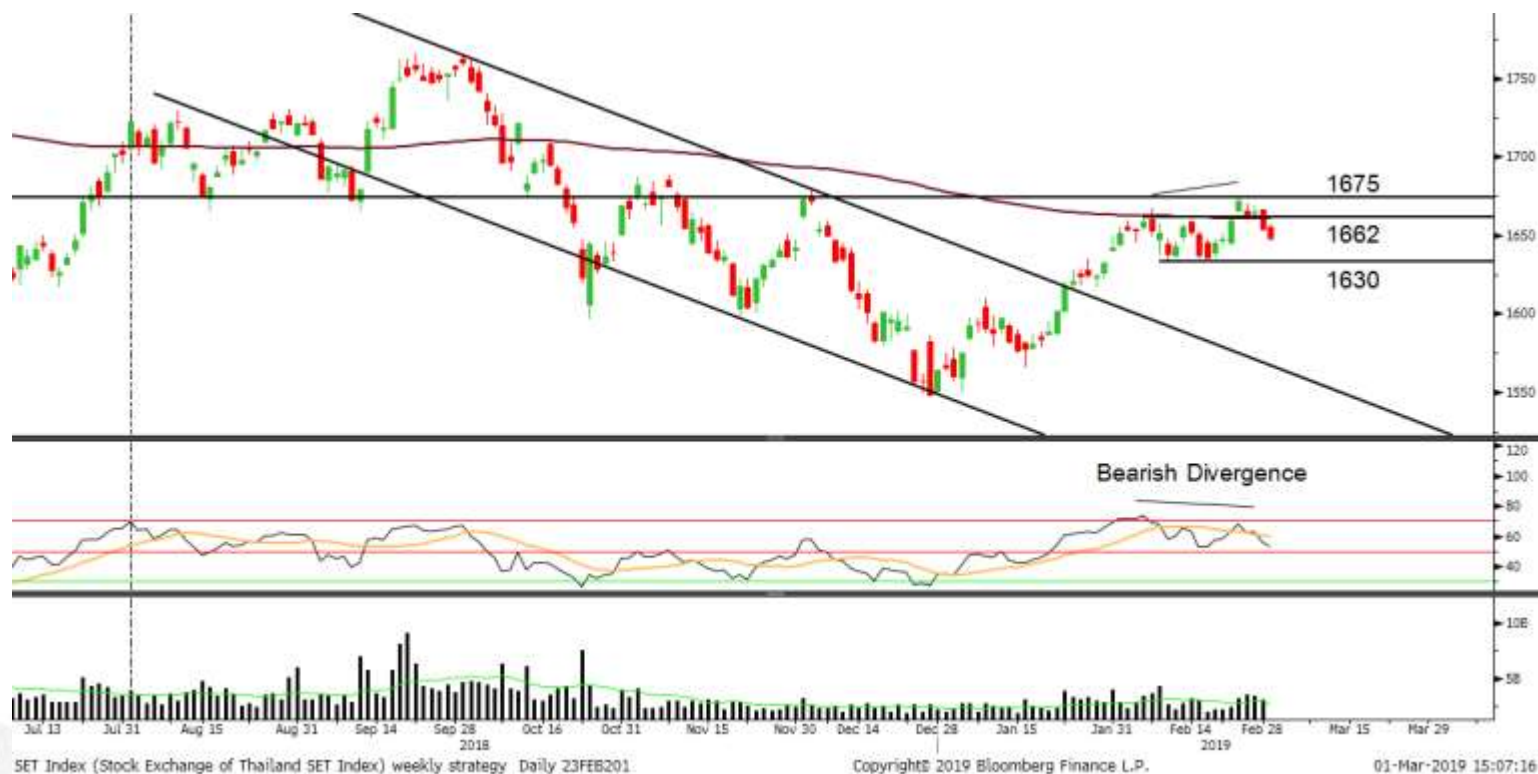 1750
1700
1675
1662
1650
1630
1600
1550
120
Bearish Divergence
100
80
60
40
10B
5B
Jul 13 Jul 31 Aug 15 Aug 31 Sep 14 Sep 28 Oct 16 Oct 31 Nov 15 Nov 30 Dec 14 Dec 28 Jan 15 Jan 31 Feb 14 Feb 28 Mar 15 Mar 29
2018 2019
SET Index (Stock Exchange of Thailand SET Index) weekly strategy Daily 23FEB201 Copyright© 2019 Bloomberg Finance L.P. 01-Mar-2019 15:07:16